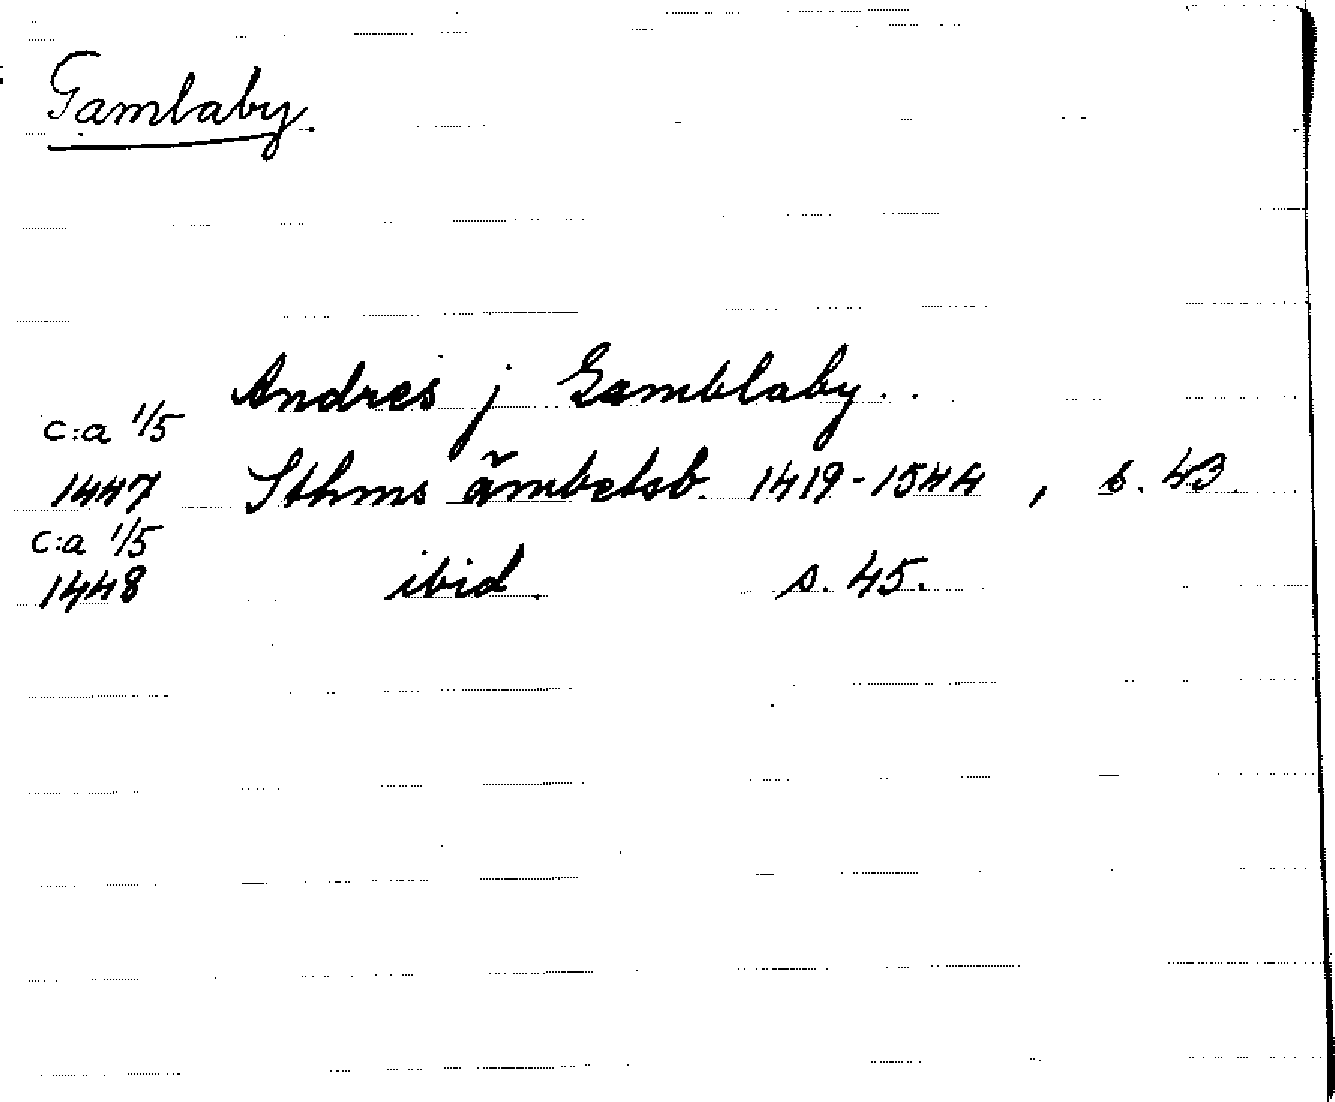 Gamlaby.
Andres j Gamblaby..
c:a 1/5
1447 Sthms ämbetsb. 1419-1544, s. 43.
c:a 1/5
1448 ibid. s. 45.